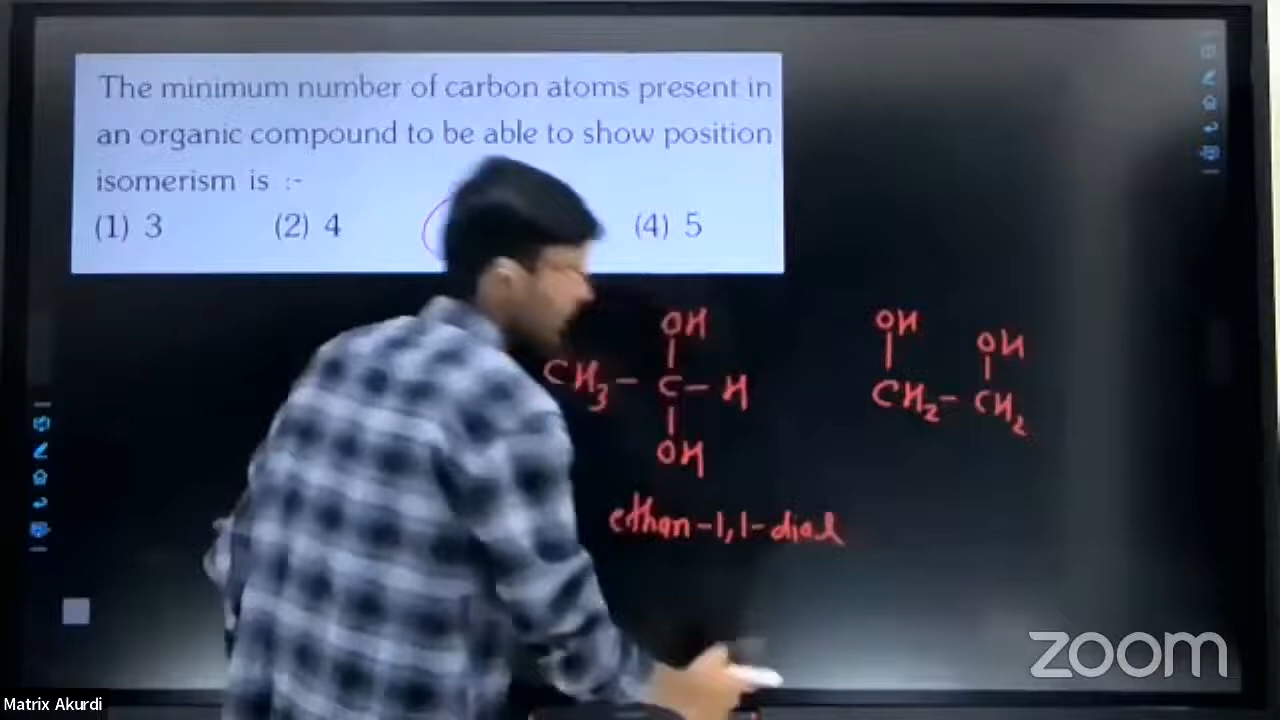 The minimum number of carbon atoms present in
an organic compound to be able to show position
isomerism is :-
(1) 3 (2) 4 (4) 5
OH
CH3 - C - H
OH
OH OH
CH2 - CH2
ethan-1,1-diol
zoom
Matrix Akurdi